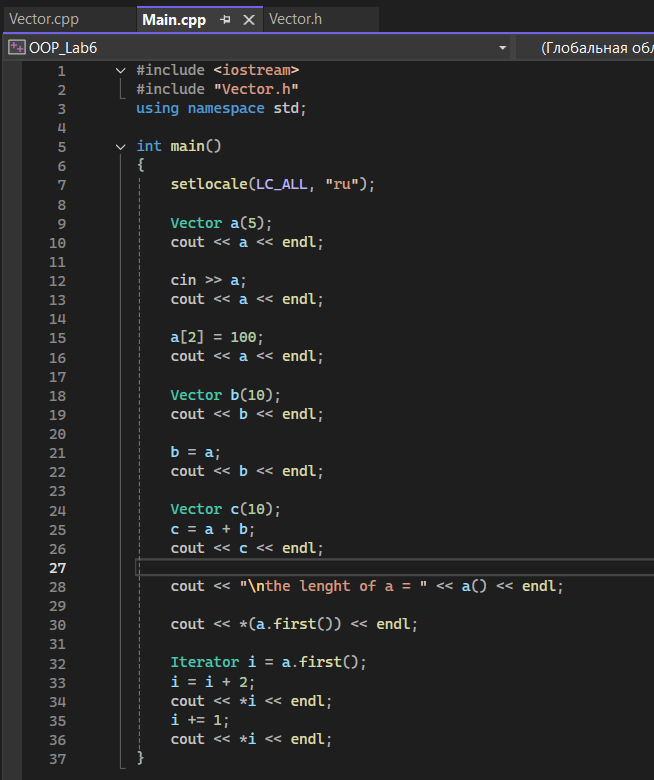 Vector.cpp Main.cpp Vector.h
OOP_Lab6 (Глобальная обл
1 #include <iostream>
2 #include "Vector.h"
3 using namespace std;
4
5 int main()
6 {
7 setlocale(LC_ALL, "ru");
8
9 Vector a(5);
10 cout << a << endl;
11
12 cin >> a;
13 cout << a << endl;
14
15 a[2] = 100;
16 cout << a << endl;
17
18 Vector b(10);
19 cout << b << endl;
20
21 b = a;
22 cout << b << endl;
23
24 Vector c(10);
25 c = a + b;
26 cout << c << endl;
27
28 cout << "\nthe lenght of a = " << a() << endl;
29
30 cout << *(a.first()) << endl;
31
32 Iterator i = a.first();
33 i = i + 2;
34 cout << *i << endl;
35 i += 1;
36 cout << *i << endl;
37 }